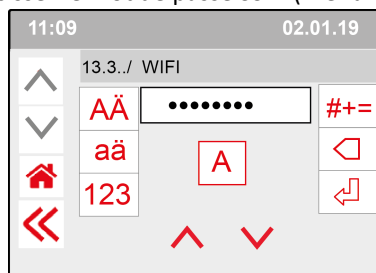 11:09 02.01.19
13.3../ WIFI
AÄ •••••••• #+=
aä A
123